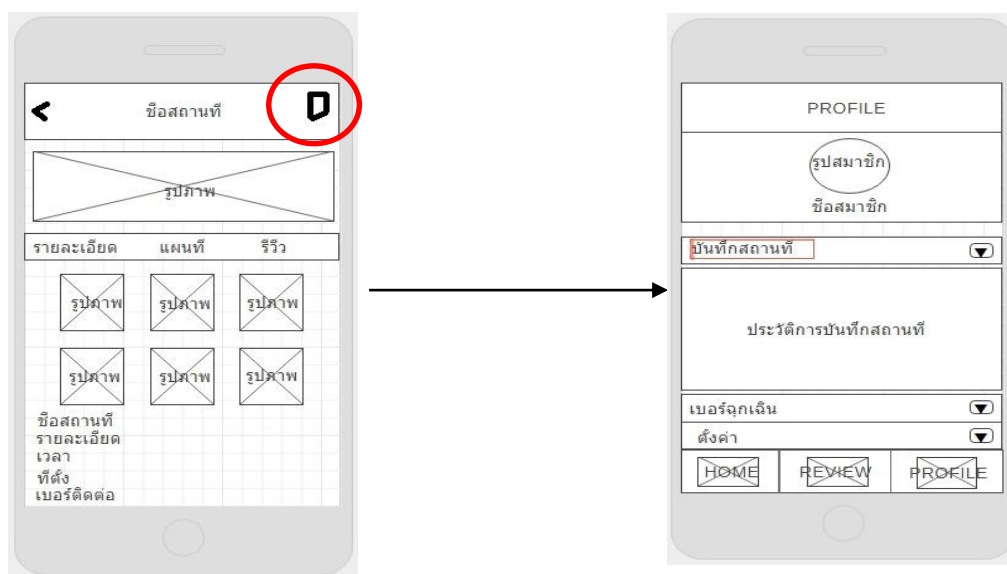 ชือสถานที
รูปภาพ
รายละเอียด แผนที รีวิว
รูปภาพ รูปภาพ รูปภาพ
รูปภาพ รูปภาพ รูปภาพ
ชือสถานที
รายละเอียด
เวลา
ทีตั้ง
เบอร์ติดต่อ
PROFILE
รูปสมาชิก
ชือสมาชิก
บันทึกสถานที
ประวัติการบันทึกสถานที
เบอร์ฉุกเฉิน
ตั้งค่า
HOME REVIEW PROFILE